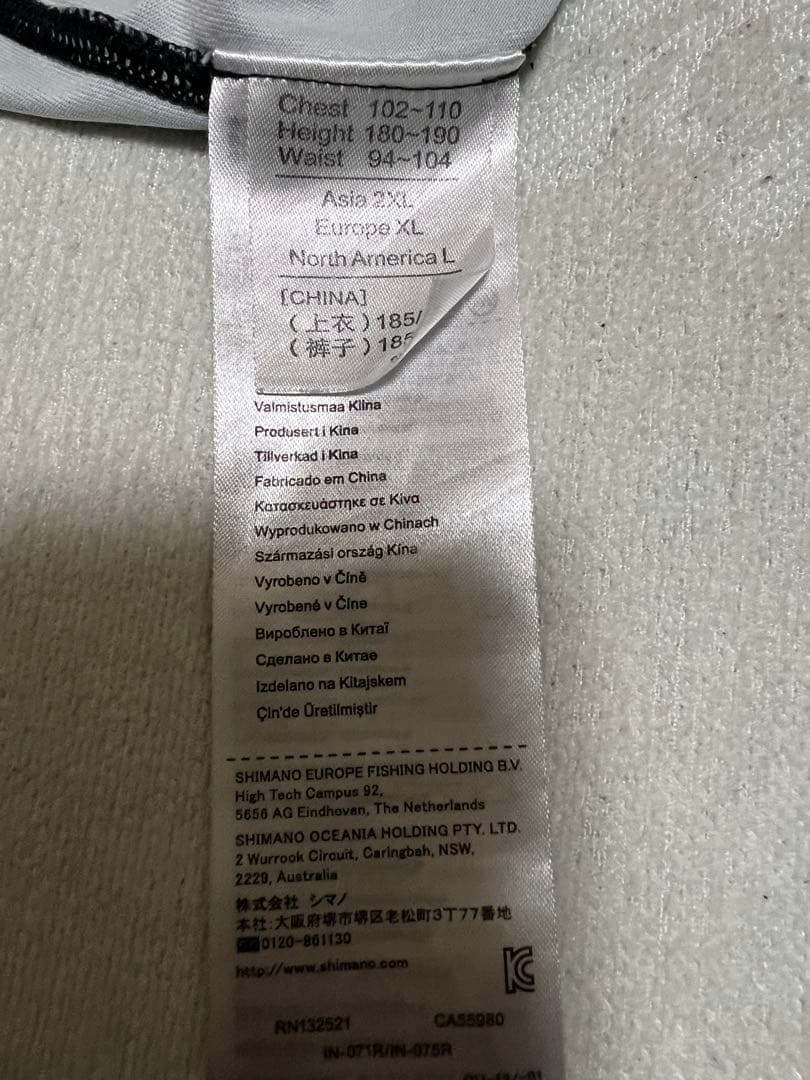 Chest 102~110
Height 180~190
Waist 94~104
Asia 2XL
Europe XL
North America L
[CHINA]
(上衣)185/
(裤子)185
Valmistusmaa Kiina
Produsert i Kina
Tillverkad i Kina
Fabricado em China
Κατασκευάστηκε σε Κίνα
Wyprodukowano w Chinach
Származási ország Kína
Vyrobeno v Číně
Vyrobené v Číne
Вироблено в Китаї
Сделано в Китае
Izdelano na Kitajskem
Çin'de Üretilmiştir
SHIMANO EUROPE FISHING HOLDING B.V.
High Tech Campus 92,
5656 AG Eindhoven, The Netherlands
SHIMANO OCEANIA HOLDING PTY. LTD.
2 Wurrook Circuit, Caringbah, NSW,
2229, Australia
株式会社 シマノ
本社:大阪府堺市堺区老松町3丁77番地
0120-861130
http://www.shimano.com
RN132521 CA55980
IN-071R/IN-075R